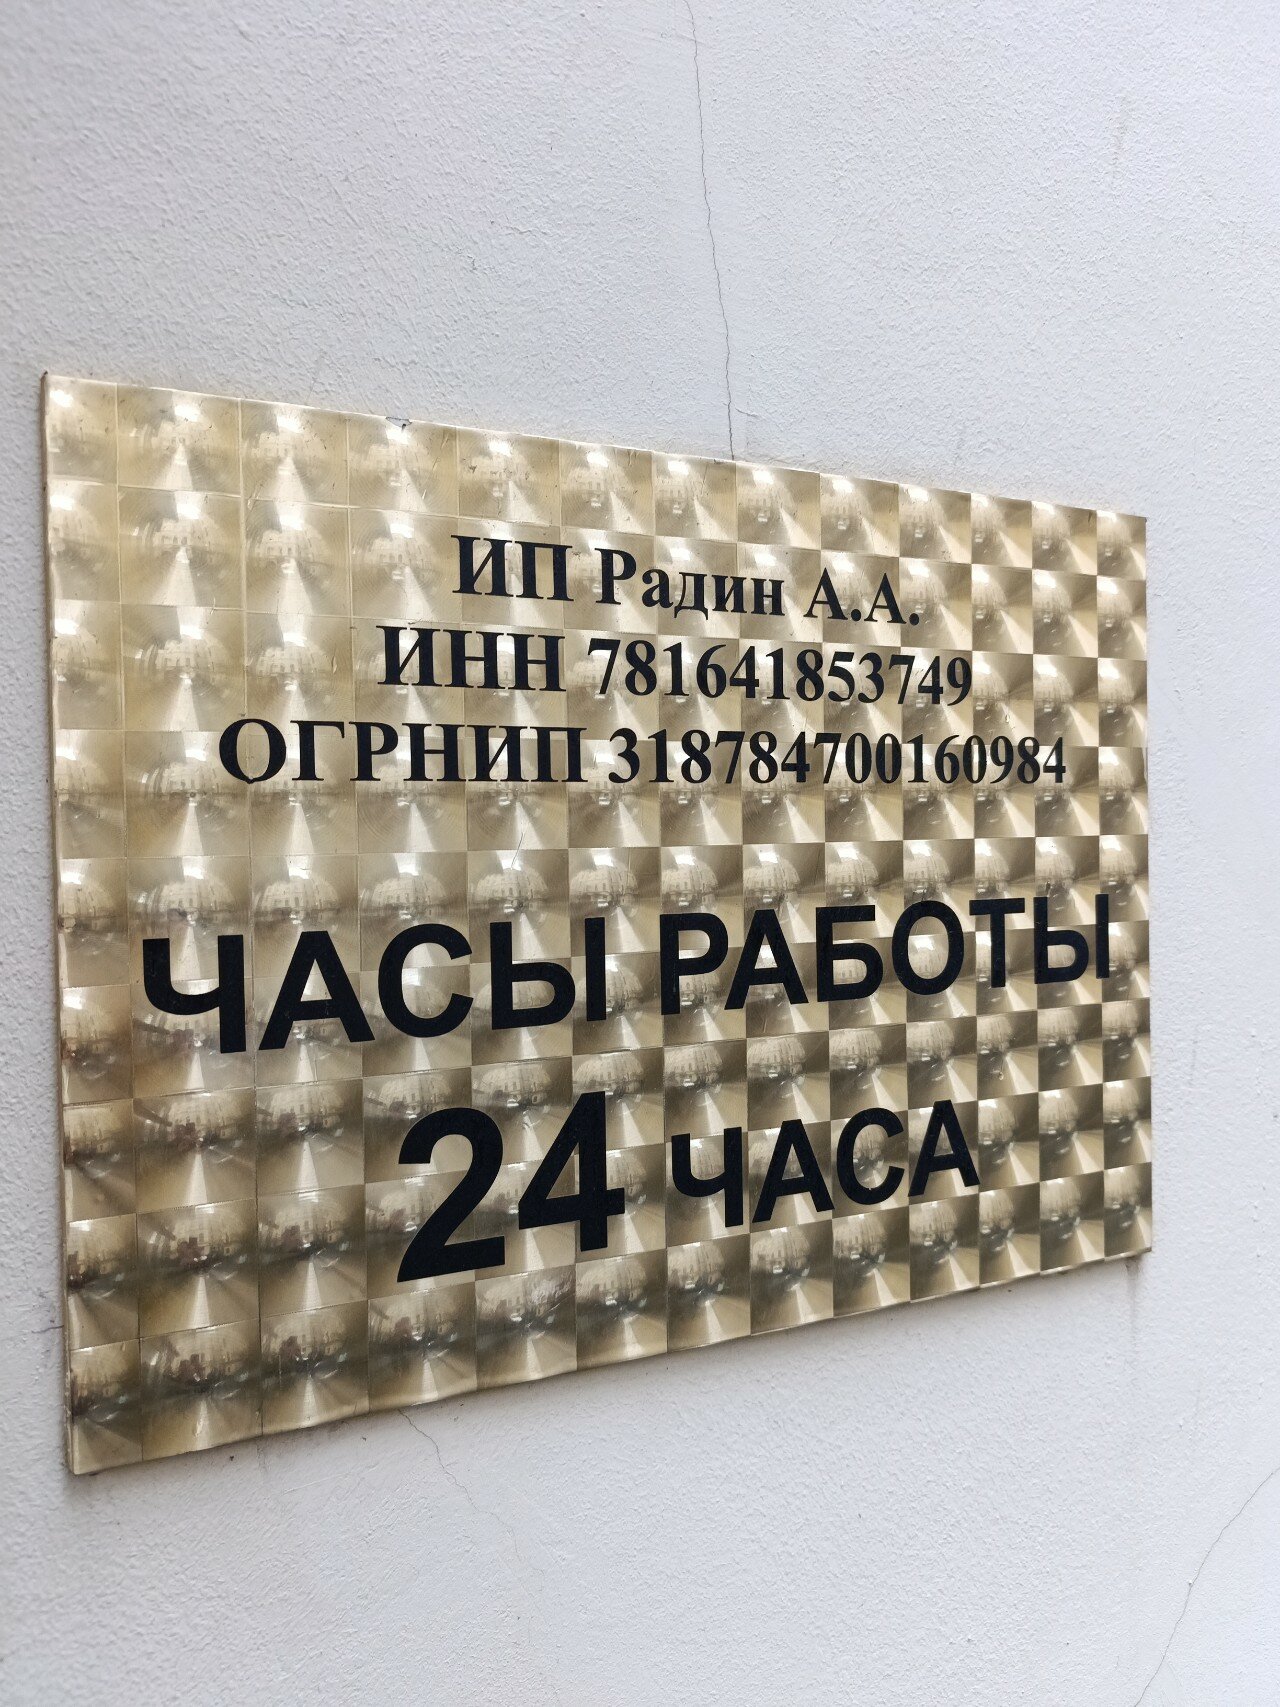 ИП Радин А.А.
ИНН 781641853749
ОГРНИП 318784700160984
ЧАСЫ РАБОТЫ
24 ЧАСА